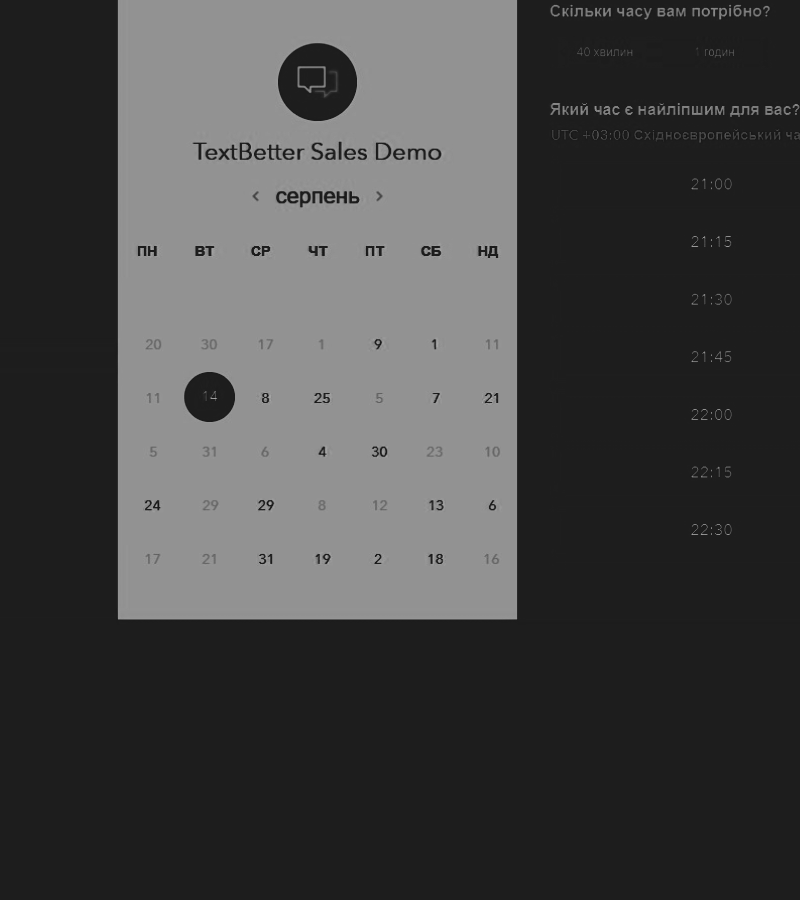 TextBetter Sales Demo
серпень
ПН ВТ СР ЧТ ПТ СБ НД
20 30 17 1 9 1 11
11 14 8 25 5 7 21
5 31 6 4 30 23 10
24 29 29 8 12 13 6
17 21 31 19 2 18 16
Скільки часу вам потрібно?
40 хвилин 1 годин
Який час є найліпшим для вас?
UTC +03:00 Східноєвропейський ча
21:00
21:15
21:30
21:45
22:00
22:15
22:30